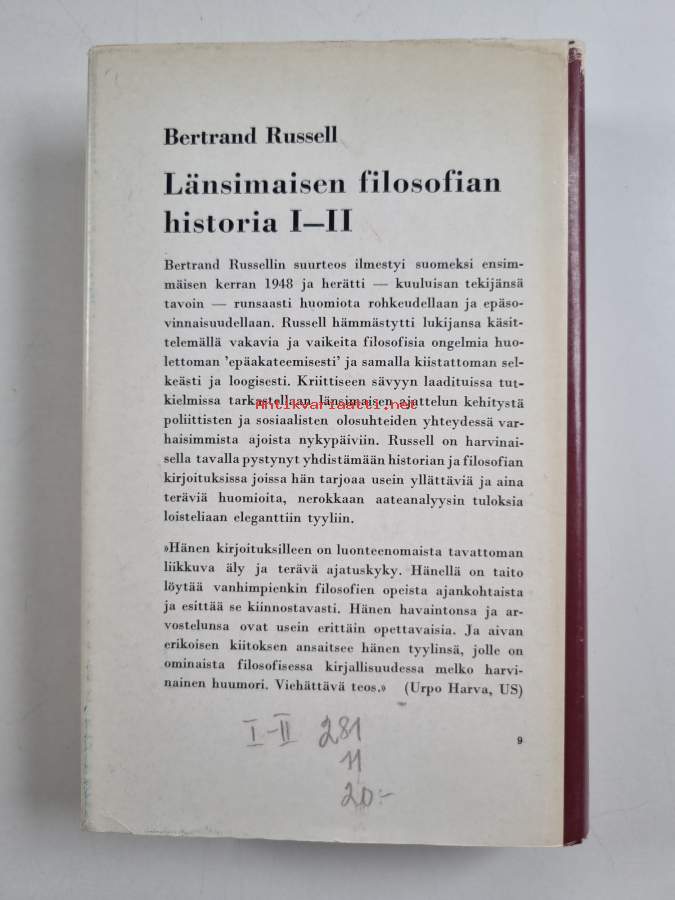 Bertrand Russell
Länsimaisen filosofian
historia I–II
Bertrand Russellin suurteos ilmestyi suomeksi ensim-
mäisen kerran 1948 ja herätti — kuuluisan tekijänsä
tavoin — runsaasti huomiota rohkeudellaan ja epäso-
vinnaisuudellaan. Russell hämmästytti lukijansa käsit-
telemällä vakavia ja vaikeita filosofisia ongelmia huo-
lettoman 'epäakateemisesti' ja samalla kiistattoman sel-
keästi ja loogisesti. Kriittiseen sävyyn laadituissa tut-
kielmissa tarkastellaan länsimaisen ajattelun kehitystä
Antikvariaatti.net
poliittisten ja sosiaalisten olosuhteiden yhteydessä var-
haisimmista ajoista nykypäiviin. Russell on harvinai-
sella tavalla pystynyt yhdistämään historian ja filosofian
kirjoituksissa joissa hän tarjoaa usein yllättäviä ja aina
teräviä huomioita, nerokkaan aateanalyysin tuloksia
loisteliaan eleganttiin tyyliin.
»Hänen kirjoituksilleen on luonteenomaista tavattoman
liikkuva äly ja terävä ajatuskyky. Hänellä on taito
löytää vanhimpienkin filosofien opeista ajankohtaista
ja esittää se kiinnostavasti. Hänen havaintonsa ja ar-
vostelunsa ovat usein erittäin opettavaisia. Ja aivan
erikoisen kiitoksen ansaitsee hänen tyylinsä, jolle on
ominaista filosofisessa kirjallisuudessa melko harvi-
nainen huumori. Viehättävä teos.» (Urpo Harva, US)
I-II 281
11
20:-
9